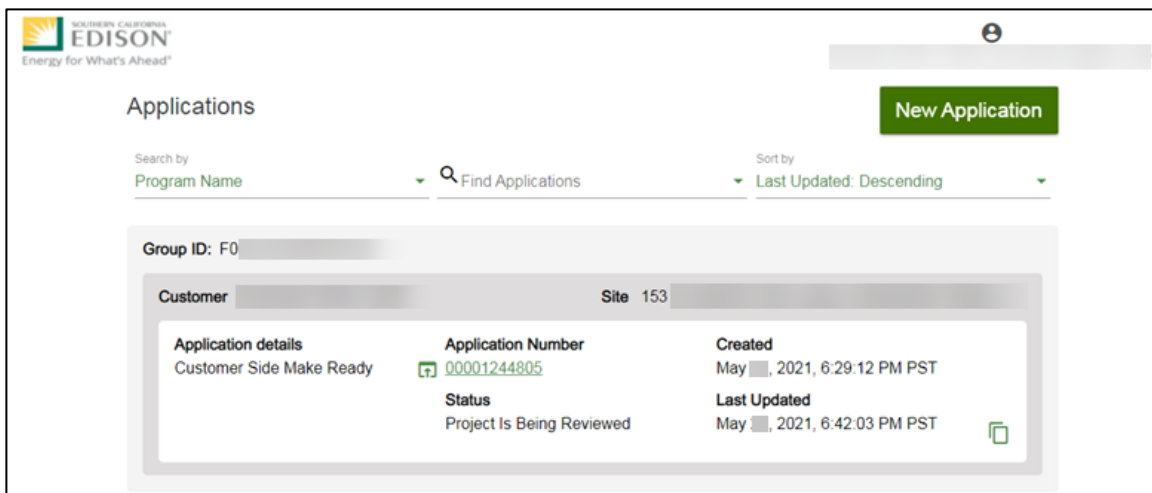 SOUTHERN CALIFORNIA
EDISON
Energy for What's Ahead®
Applications
New Application
Search by
Program Name
Find Applications
Sort by
Last Updated: Descending
Group ID: F0
Customer
Site 153
Application details
Customer Side Make Ready
Application Number
00001244805
Created
May , 2021, 6:29:12 PM PST
Status
Project Is Being Reviewed
Last Updated
May , 2021, 6:42:03 PM PST